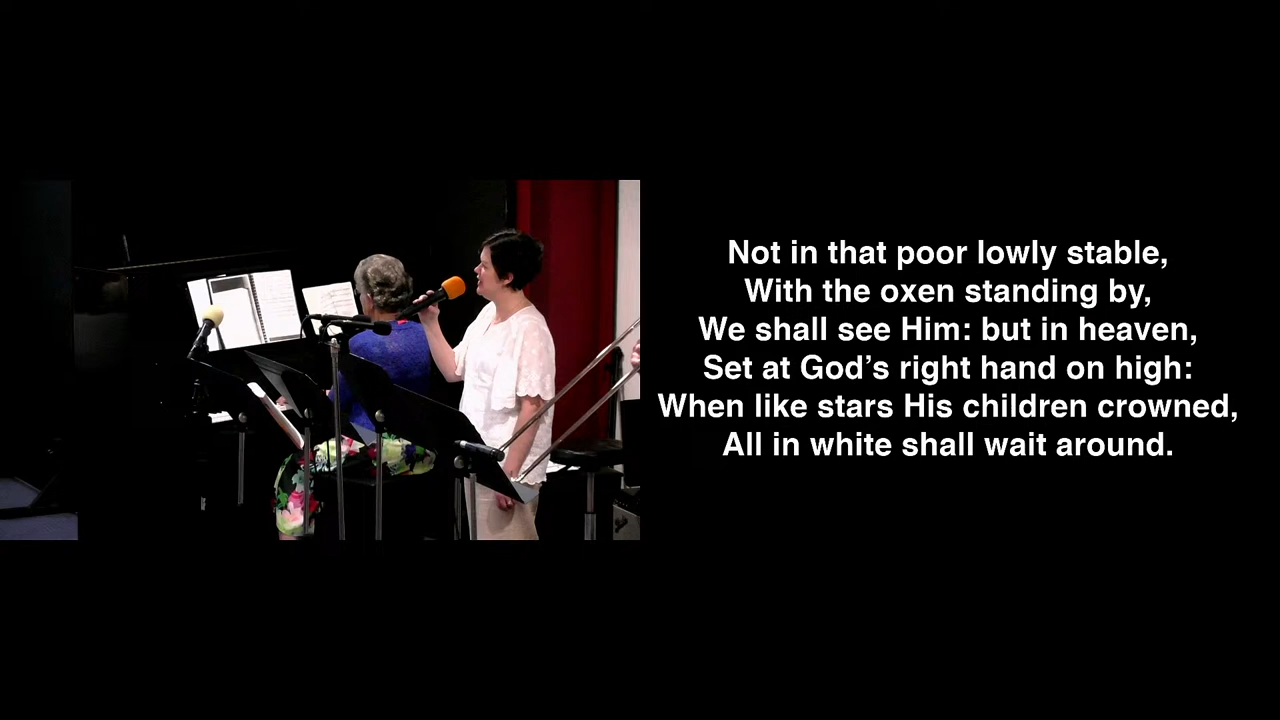 Not in that poor lowly stable,
With the oxen standing by,
We shall see Him: but in heaven,
Set at God’s right hand on high:
When like stars His children crowned,
All in white shall wait around.